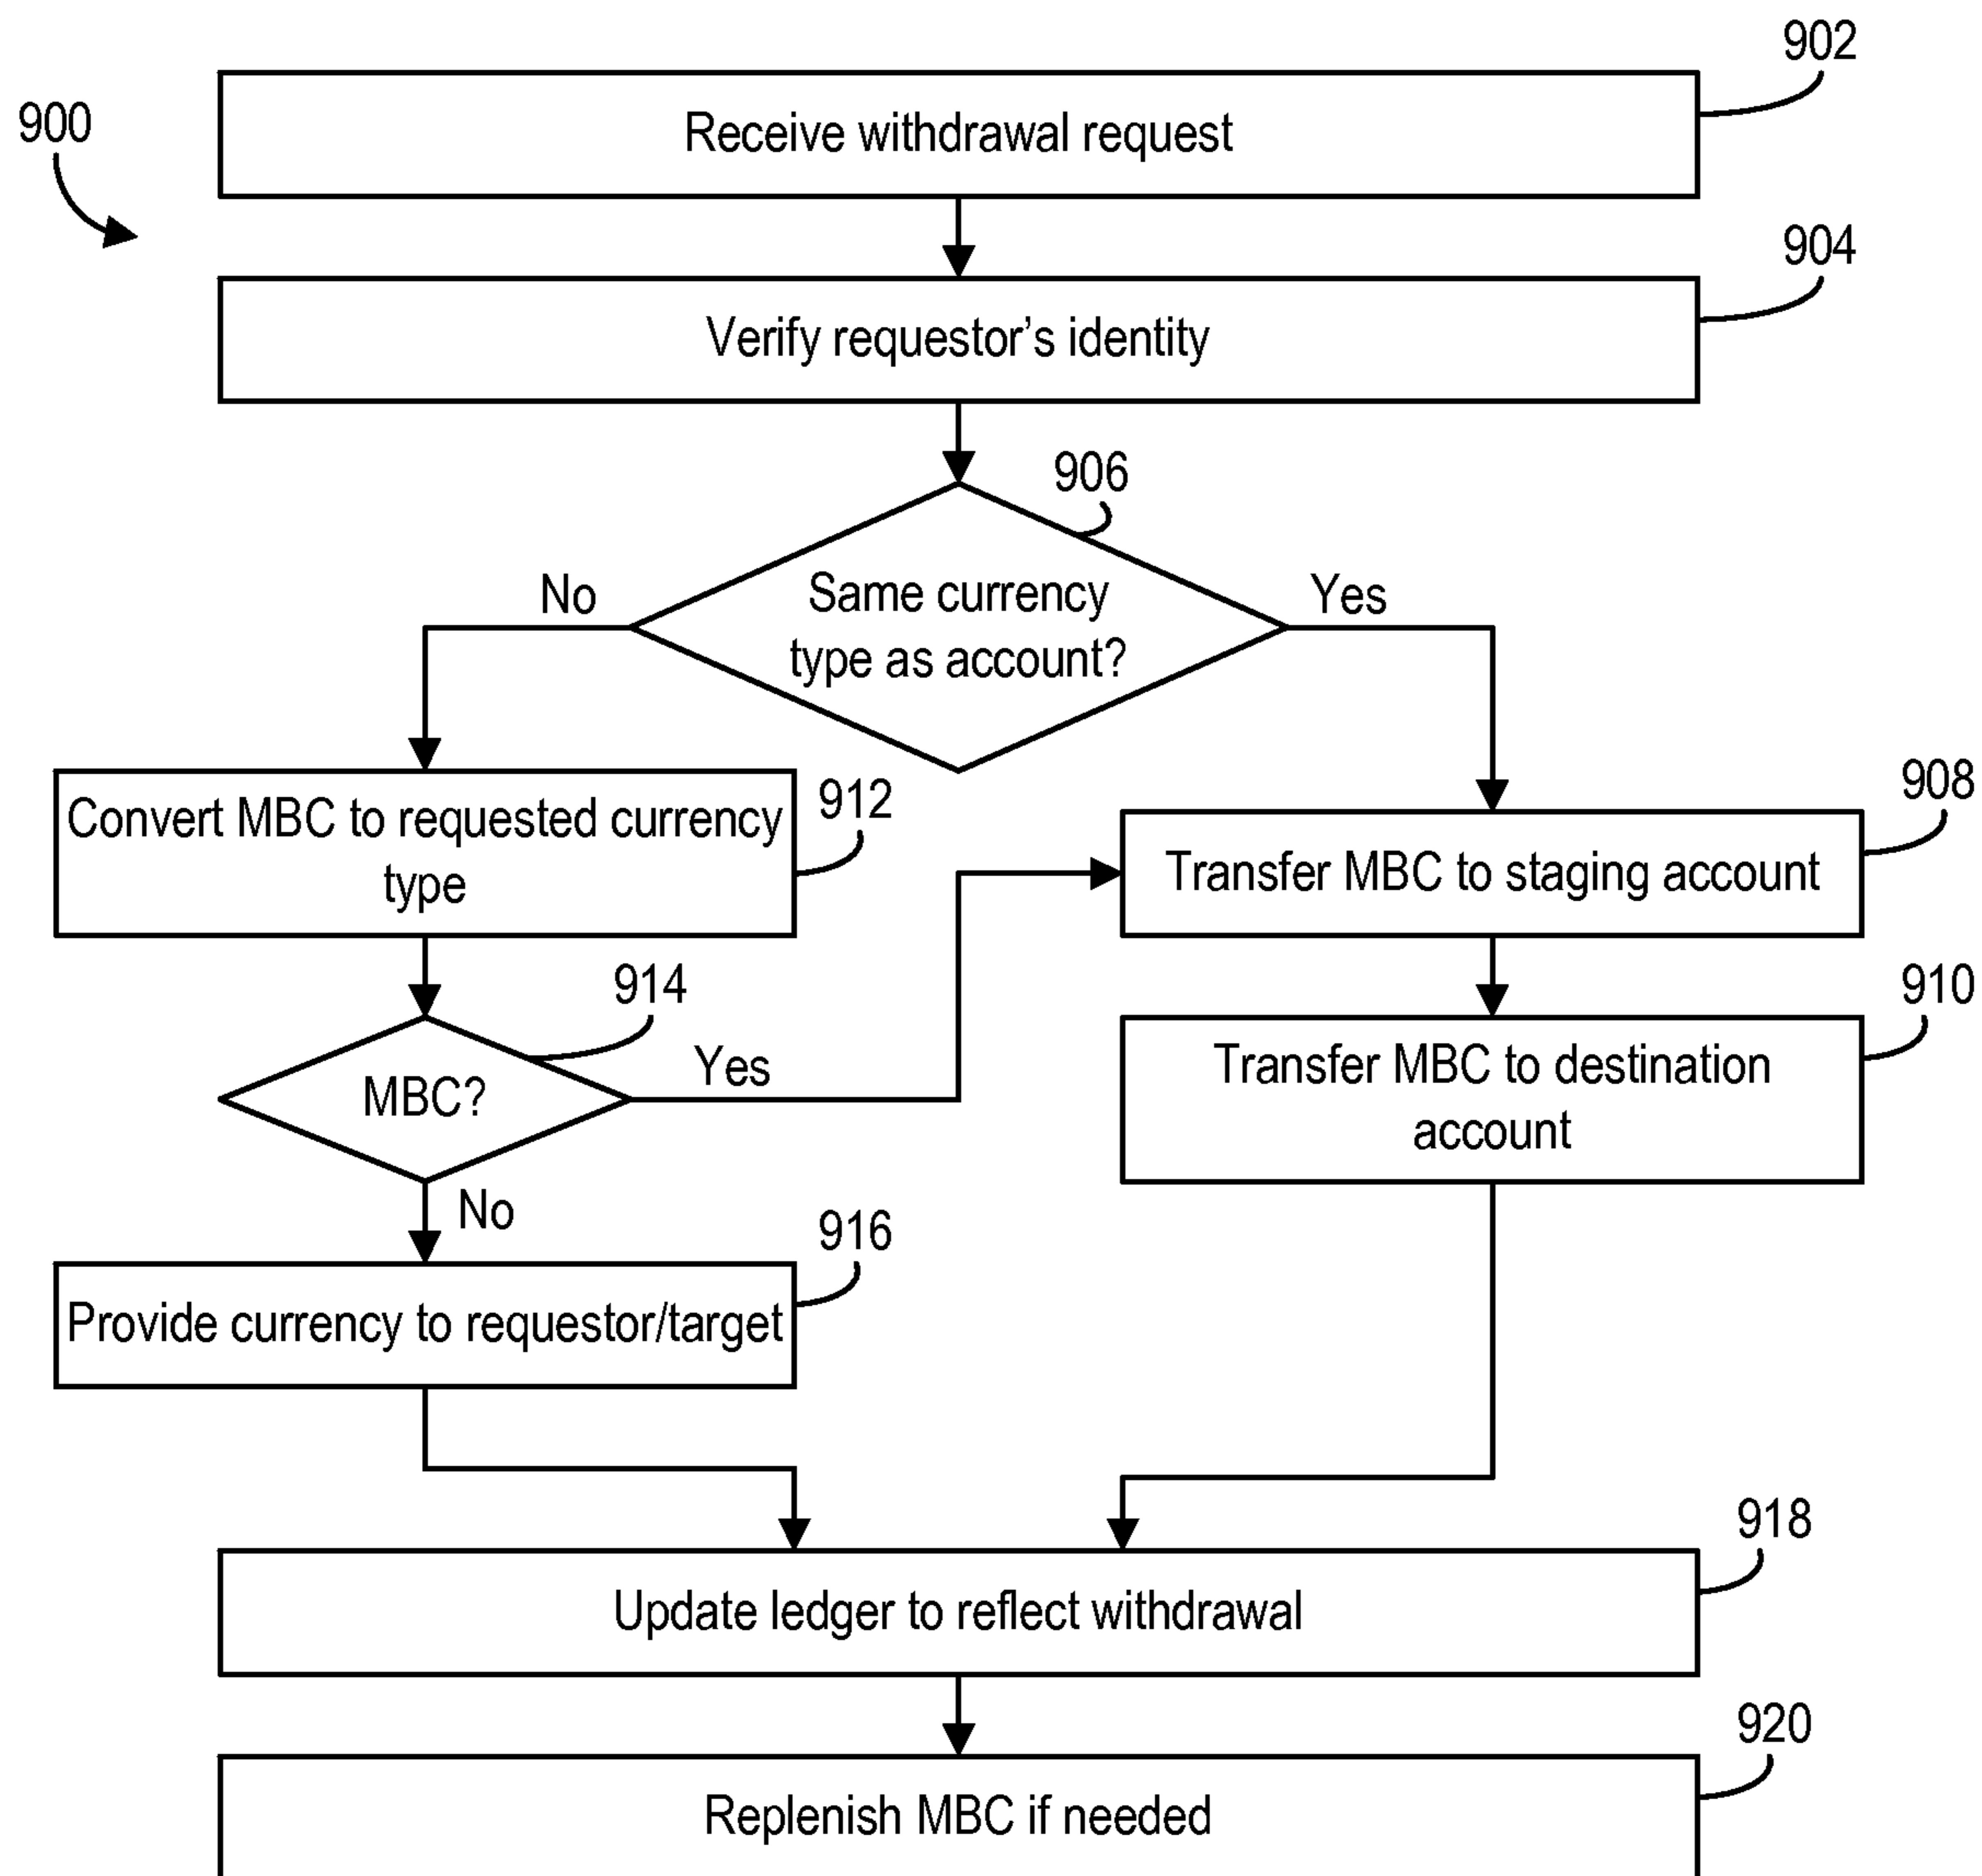 902
900
Receive withdrawal request
904
Verify requestor's identity
906
No
Same currency
type as account?
Yes
912
Convert MBC to requested currency
type
908
Transfer MBC to staging account
914
MBC?
Yes
910
Transfer MBC to destination
account
No
916
Provide currency to requestor/target
918
Update ledger to reflect withdrawal
920
Replenish MBC if needed